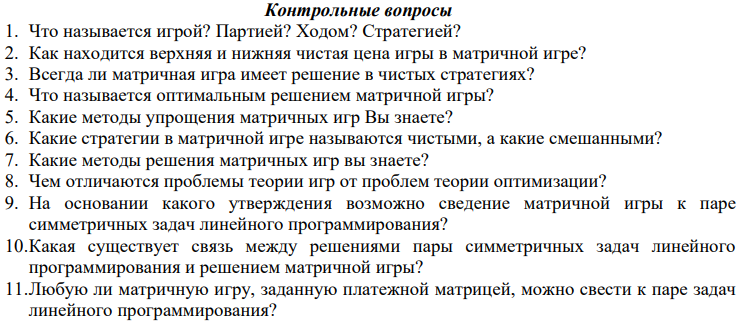 Контрольные вопросы
1. Что называется игрой? Партией? Ходом? Стратегией?
2. Как находится верхняя и нижняя чистая цена игры в матричной игре?
3. Всегда ли матричная игра имеет решение в чистых стратегиях?
4. Что называется оптимальным решением матричной игры?
5. Какие методы упрощения матричных игр Вы знаете?
6. Какие стратегии в матричной игре называются чистыми, а какие смешанными?
7. Какие методы решения матричных игр вы знаете?
8. Чем отличаются проблемы теории игр от проблем теории оптимизации?
9. На основании какого утверждения возможно сведение матричной игры к паре
симметричных задач линейного программирования?
10.Какая существует связь между решениями пары симметричных задач линейного
программирования и решением матричной игры?
11.Любую ли матричную игру, заданную платежной матрицей, можно свести к паре задач
линейного программирования?